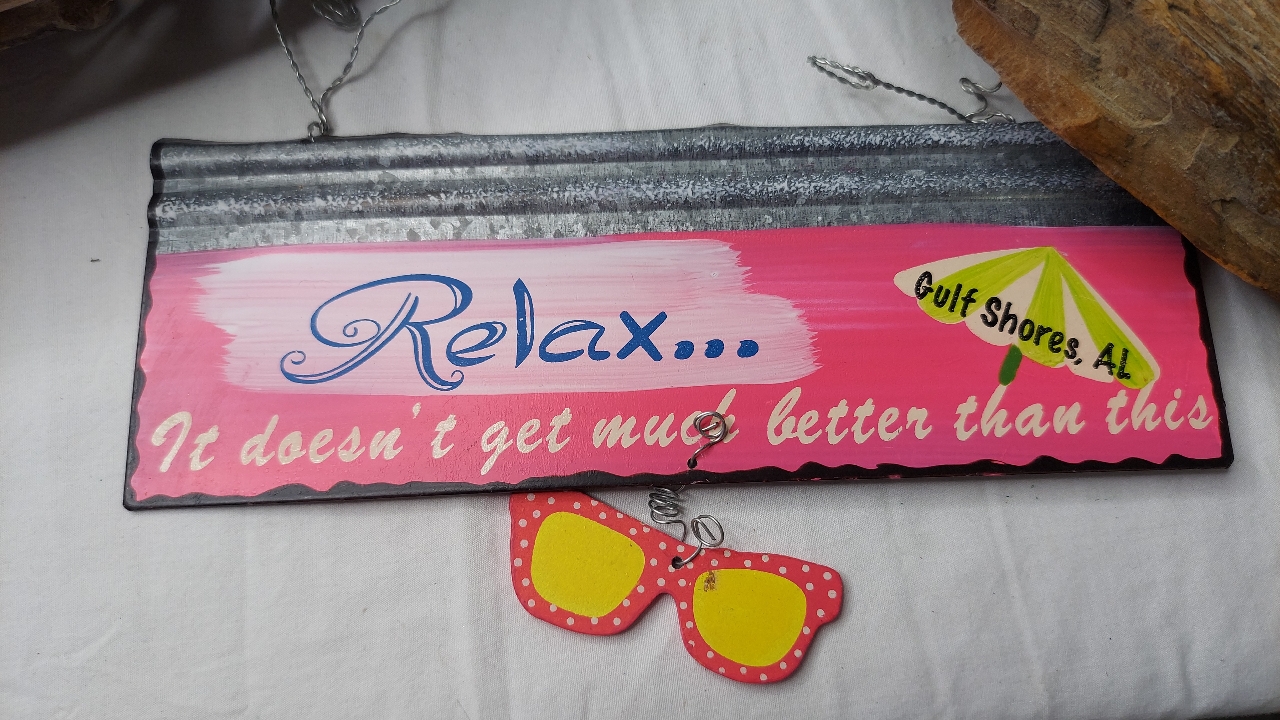 Relax...
Gulf Shores, AL
It doesn't get much better than this